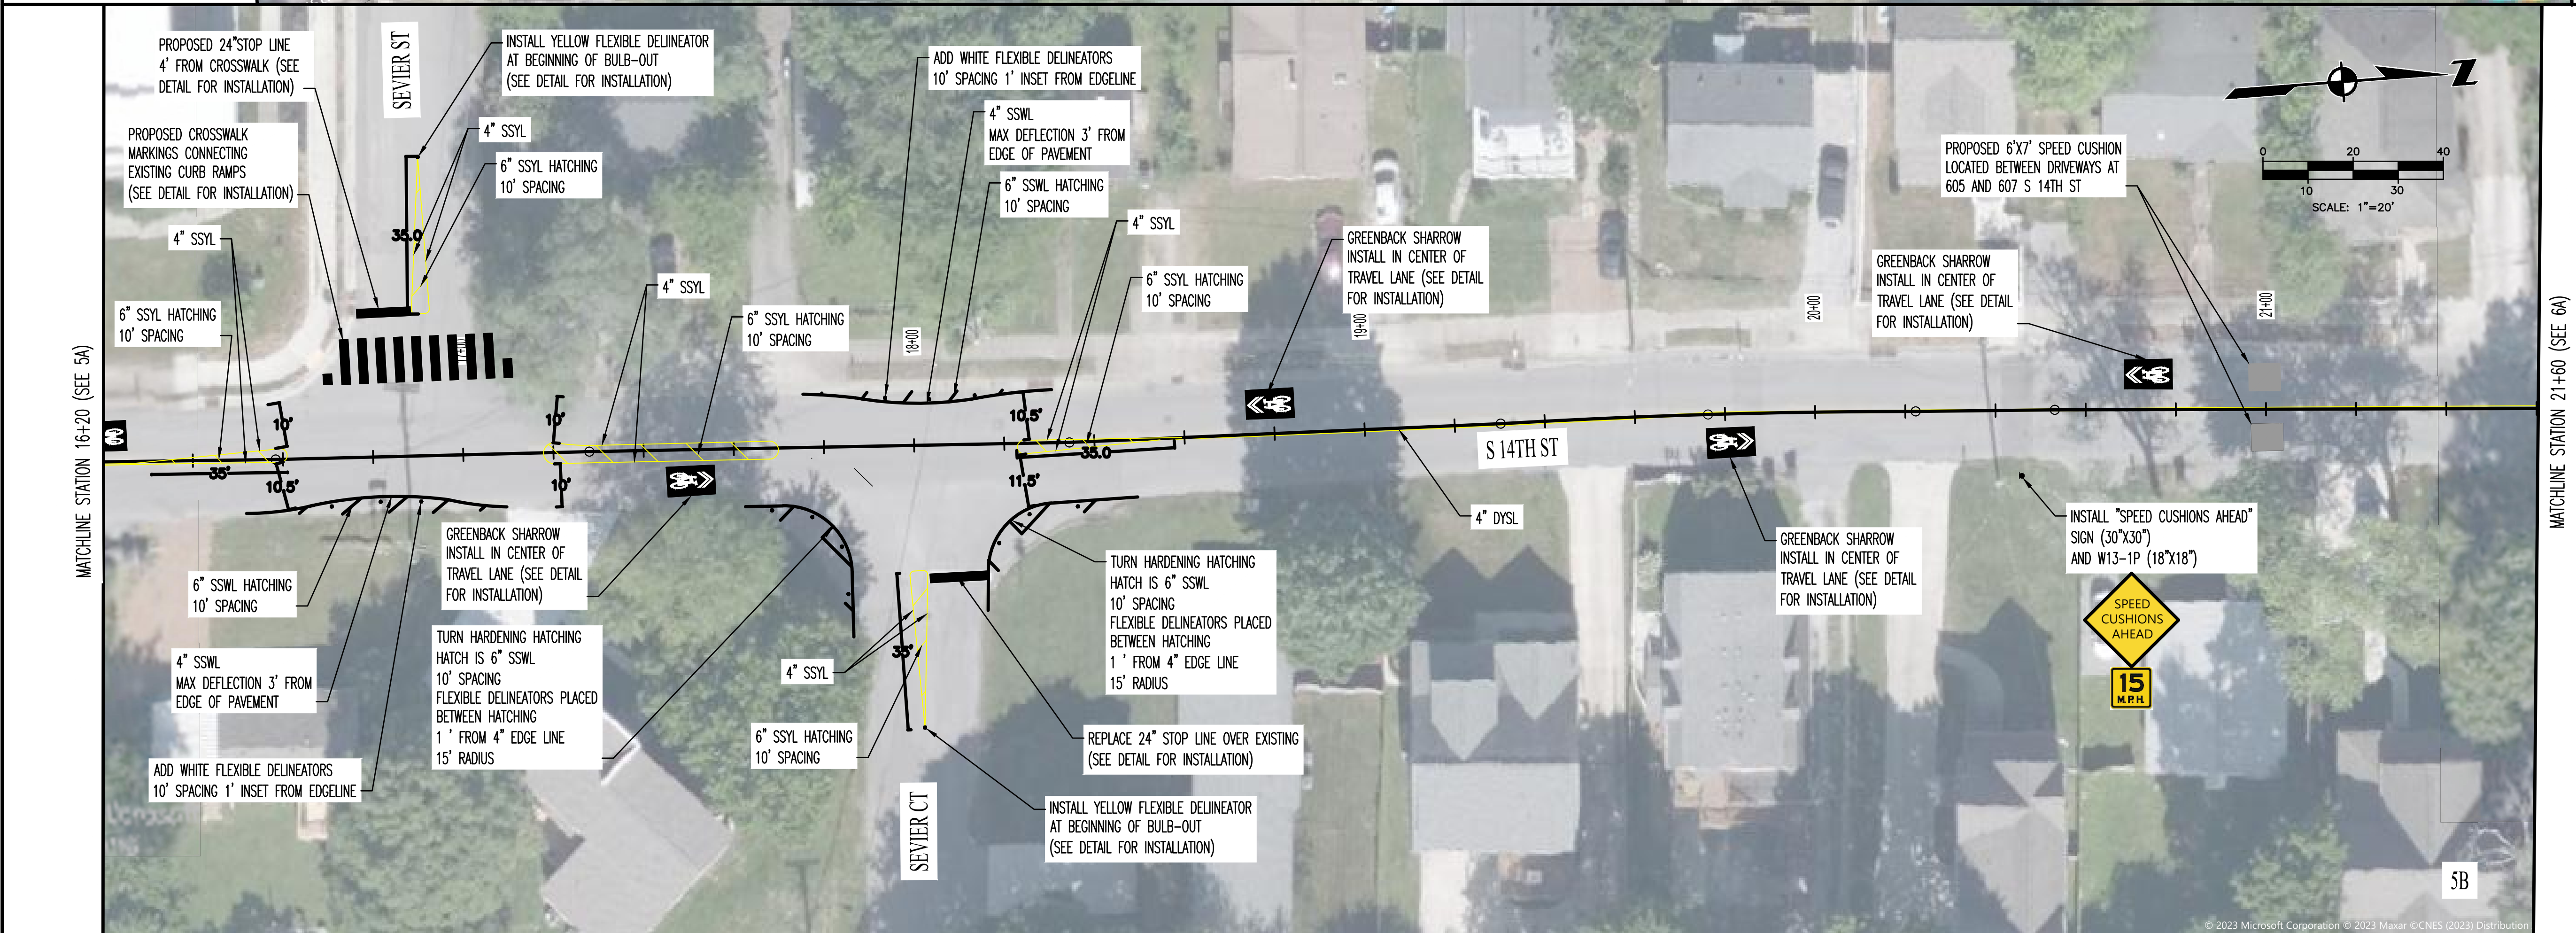 PROPOSED 24"STOP LINE
4' FROM CROSSWALK (SEE
DETAIL FOR INSTALLATION)
SEVIER ST
INSTALL YELLOW FLEXIBLE DELIINEATOR
AT BEGINNING OF BULB-OUT
(SEE DETAIL FOR INSTALLATION)
4" SSYL
6" SSYL HATCHING
10' SPACING
PROPOSED CROSSWALK
MARKINGS CONNECTING
EXISTING CURB RAMPS
(SEE DETAIL FOR INSTALLATION)
4" SSYL
6" SSYL HATCHING
10' SPACING
35.0
17+00
ADD WHITE FLEXIBLE DELINEATORS
10' SPACING 1' INSET FROM EDGELINE
4" SSWL
MAX DEFLECTION 3' FROM
EDGE OF PAVEMENT
6" SSWL HATCHING
10' SPACING
4" SSYL
6" SSYL HATCHING
10' SPACING
4" SSYL
6" SSYL HATCHING
10' SPACING
18+00
GREENBACK SHARROW
INSTALL IN CENTER OF
TRAVEL LANE (SEE DETAIL
FOR INSTALLATION)
19+00
20+00
GREENBACK SHARROW
INSTALL IN CENTER OF
TRAVEL LANE (SEE DETAIL
FOR INSTALLATION)
PROPOSED 6'X7' SPEED CUSHION
LOCATED BETWEEN DRIVEWAYS AT
605 AND 607 S 14TH ST
21+00
Z
0 20 40
10 30
SCALE: 1"=20'
MATCHLINE STATION 16+20 (SEE 5A)
MATCHLINE STATION 21+60 (SEE 6A)
10'
35'
10.5'
10'
10'
10.5'
35.0
11.5'
S 14TH ST
4" DYSL
6" SSWL HATCHING
10' SPACING
4" SSWL
MAX DEFLECTION 3' FROM
EDGE OF PAVEMENT
ADD WHITE FLEXIBLE DELINEATORS
10' SPACING 1' INSET FROM EDGELINE
GREENBACK SHARROW
INSTALL IN CENTER OF
TRAVEL LANE (SEE DETAIL
FOR INSTALLATION)
TURN HARDENING HATCHING
HATCH IS 6" SSWL
10' SPACING
FLEXIBLE DELINEATORS PLACED
BETWEEN HATCHING
1 ' FROM 4" EDGE LINE
15' RADIUS
4" SSYL
35'
6" SSYL HATCHING
10' SPACING
SEVIER CT
TURN HARDENING HATCHING
HATCH IS 6" SSWL
10' SPACING
FLEXIBLE DELINEATORS PLACED
BETWEEN HATCHING
1 ' FROM 4" EDGE LINE
15' RADIUS
REPLACE 24" STOP LINE OVER EXISTING
(SEE DETAIL FOR INSTALLATION)
INSTALL YELLOW FLEXIBLE DELIINEATOR
AT BEGINNING OF BULB-OUT
(SEE DETAIL FOR INSTALLATION)
GREENBACK SHARROW
INSTALL IN CENTER OF
TRAVEL LANE (SEE DETAIL
FOR INSTALLATION)
INSTALL "SPEED CUSHIONS AHEAD"
SIGN (30"X30")
AND W13-1P (18"X18")
SPEED
CUSHIONS
AHEAD
15
M.P.H.
5B
© 2023 Microsoft Corporation © 2023 Maxar ©CNES (2023) Distribution